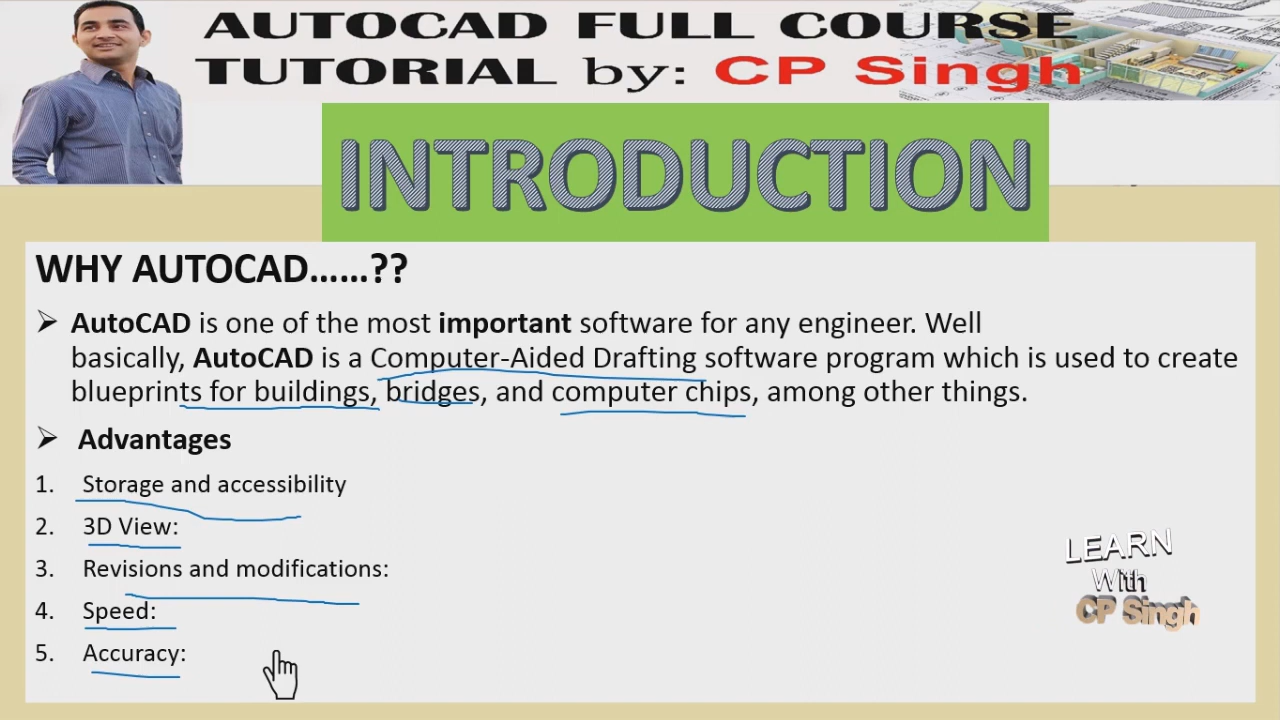 AUTOCAD FULL COURSE
TUTORIAL by: CP Singh
INTRODUCTION
WHY AUTOCAD……??
➢ AutoCAD is one of the most important software for any engineer. Well
basically, AutoCAD is a Computer-Aided Drafting software program which is used to create
blueprints for buildings, bridges, and computer chips, among other things.
➢ Advantages
1. Storage and accessibility
2. 3D View:
3. Revisions and modifications:
4. Speed:
5. Accuracy:
LEARN
With
CP Singh